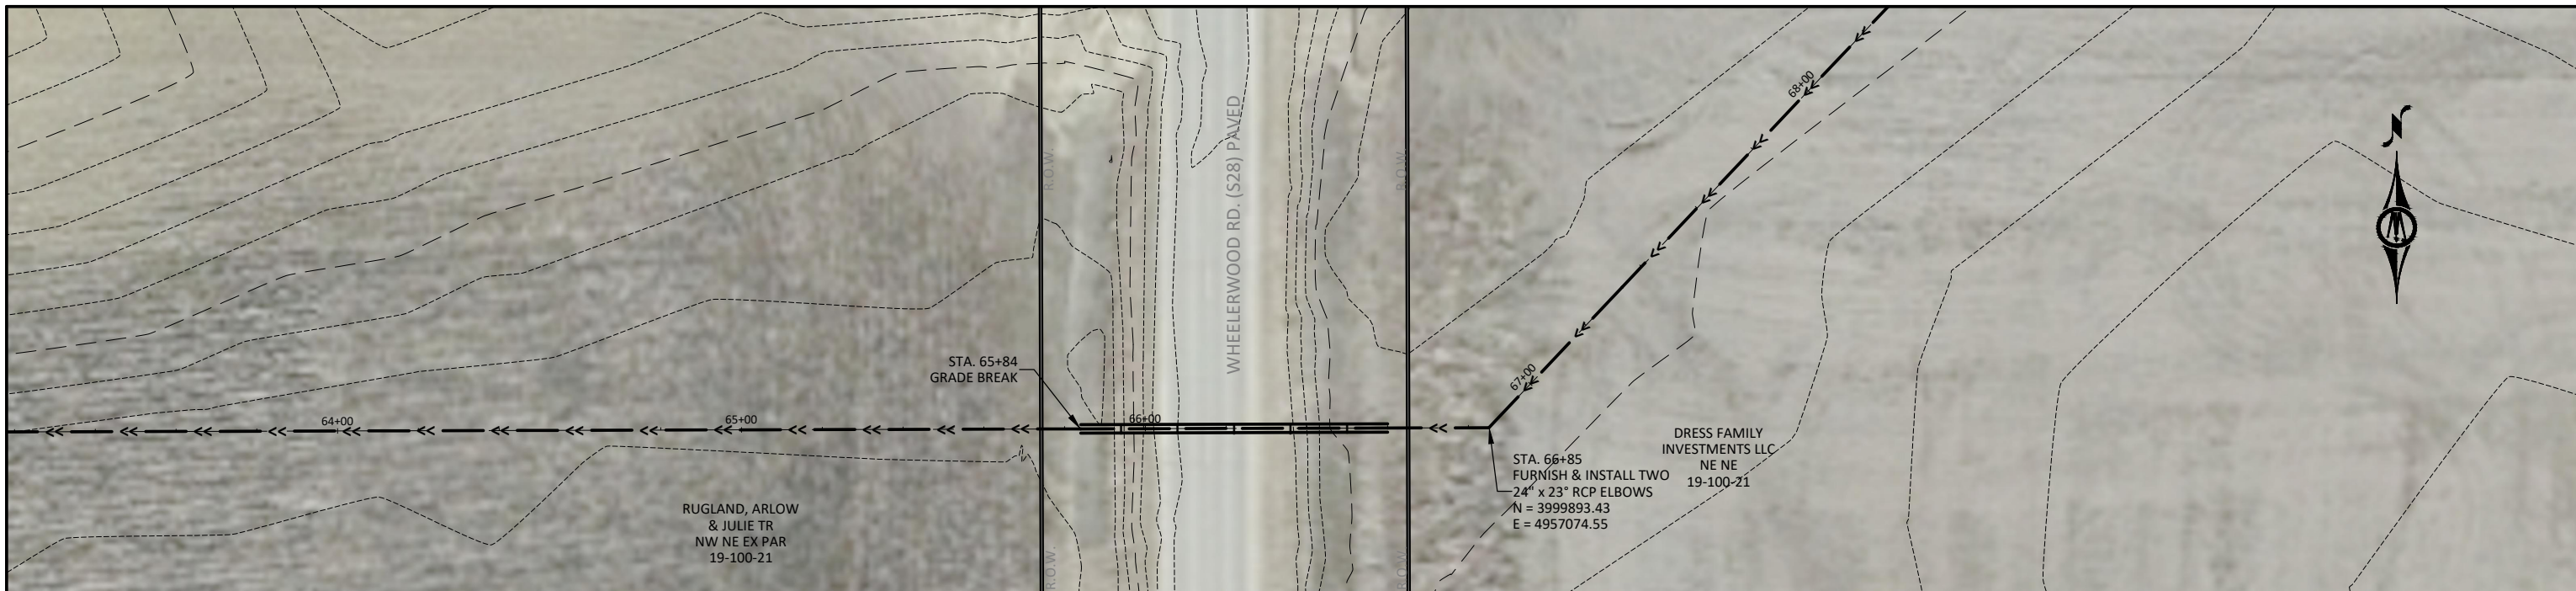 68+00
WHEELERWOOD RD. (S28) PAVED
R.O.W.
R.O.W.
N
67+00
STA. 65+84
GRADE BREAK
64+00
65+00
66+00
STA. 66+85
FURNISH & INSTALL TWO
24" x 23° RCP ELBOWS
N = 3999893.43
E = 4957074.55
DRESS FAMILY
INVESTMENTS LLC
NE NE
19-100-21
RUGLAND, ARLOW
& JULIE TR
NW NE EX PAR
19-100-21
R.O.W.
R.O.W.